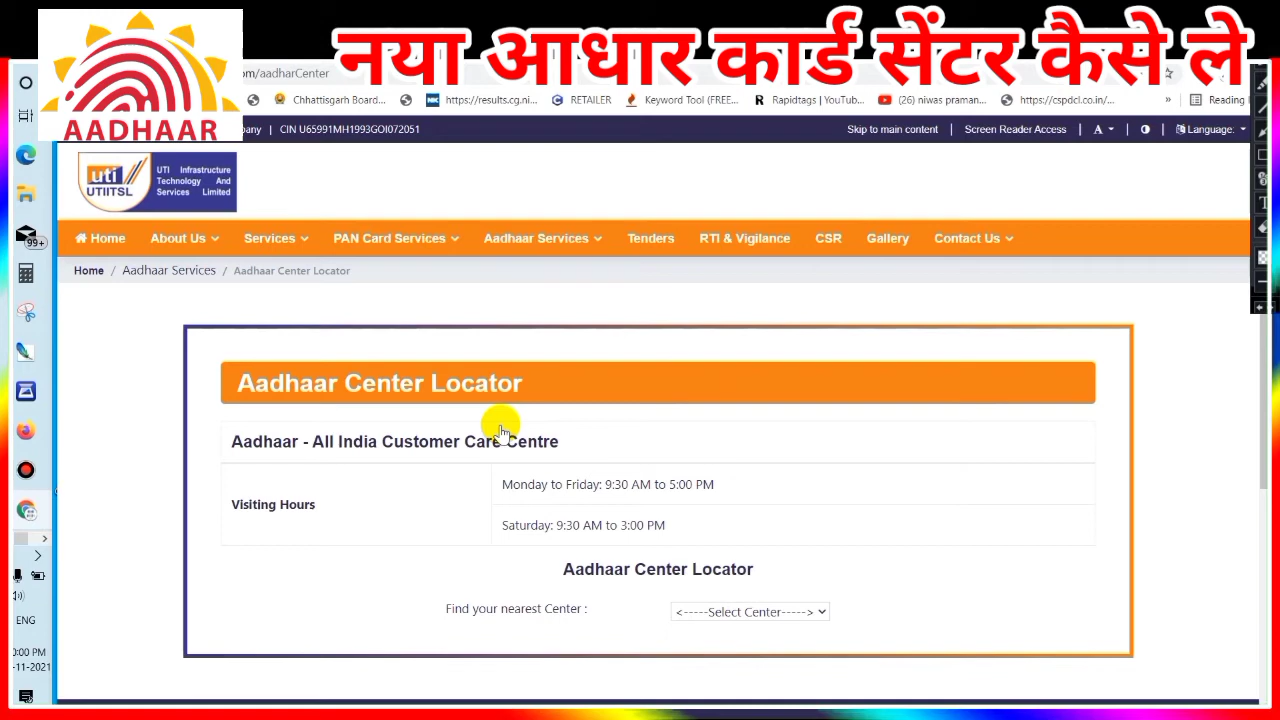 नया आधार कार्ड सेंटर कैसे ले
AADHAAR
om/aadharCenter
Chhattisgarh Board...
https://results.cg.ni...
RETAILER
Keyword Tool (FREE...
Rapidtags | YouTub...
(26) niwas praman...
https://cspdcl.co.in/...
»
Reading l
pany | CIN U65991MH1993GOI072051
Skip to main content | Screen Reader Access | A | Language:
uti
UTIITSL
UTI Infrastructure
Technology And
Services Limited
Home About Us Services PAN Card Services Aadhaar Services Tenders RTI & Vigilance CSR Gallery Contact Us
99+
Home / Aadhaar Services / Aadhaar Center Locator
Aadhaar Center Locator
Aadhaar - All India Customer Care Centre
Visiting Hours
Monday to Friday: 9:30 AM to 5:00 PM
Saturday: 9:30 AM to 3:00 PM
Aadhaar Center Locator
Find your nearest Center :
<-----Select Center----->
ENG
0:00 PM
-11-2021